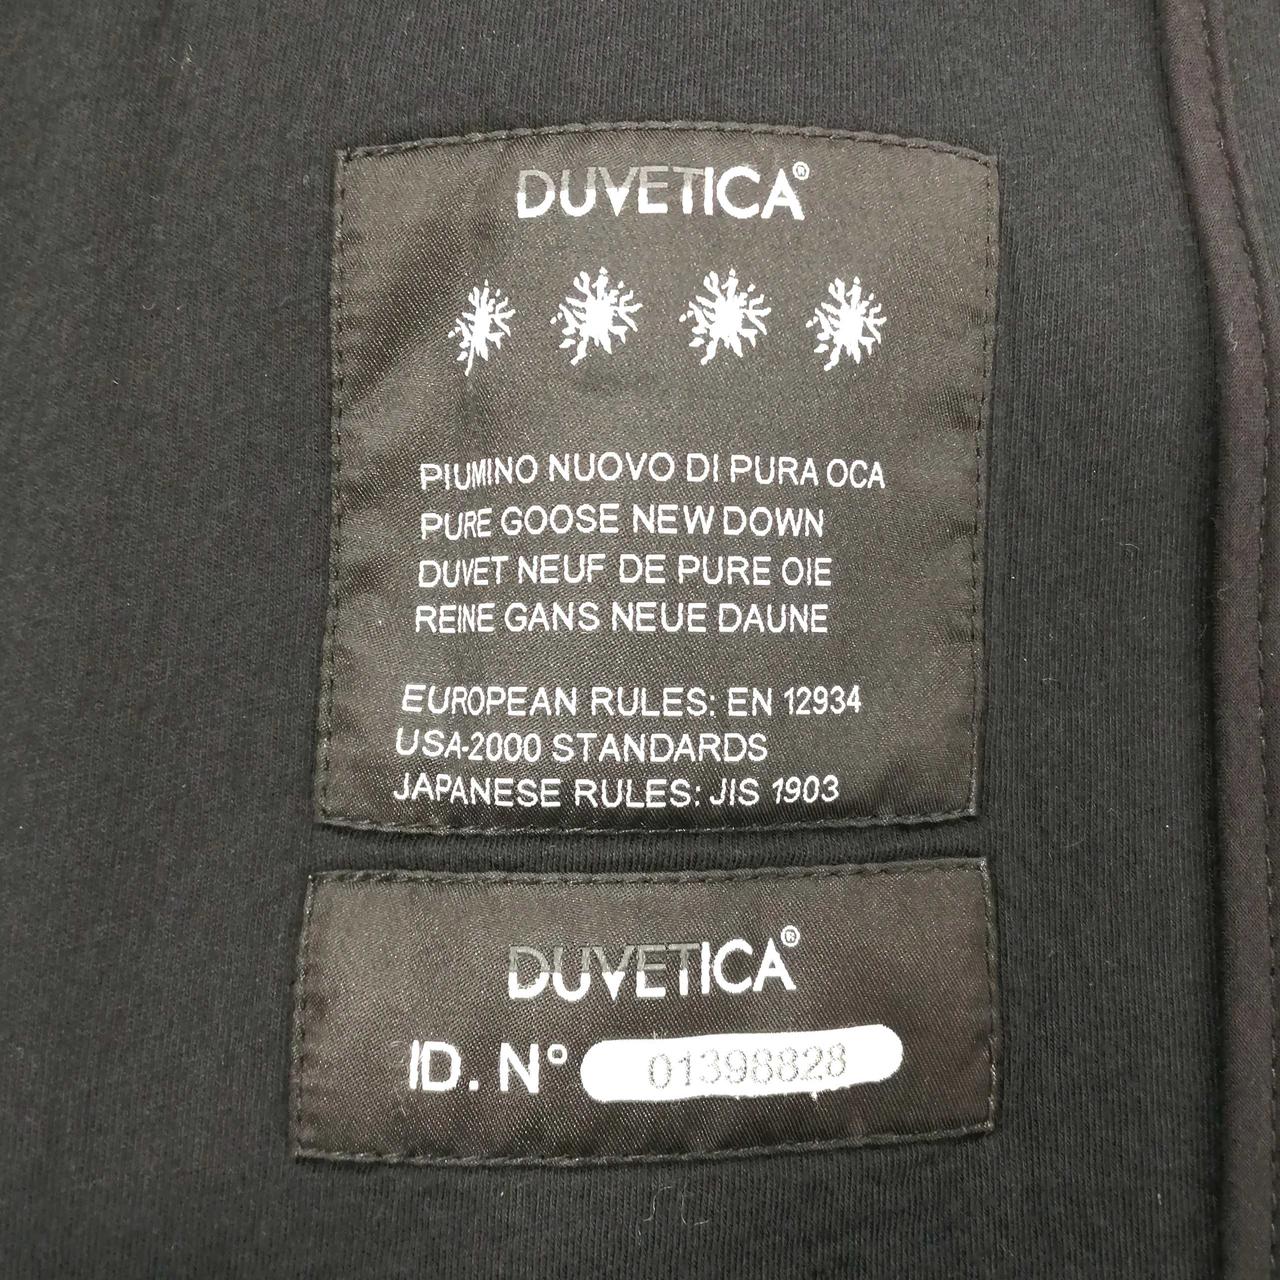 DUVETICA®
PIUMINO NUOVO DI PURA OCA
PURE GOOSE NEW DOWN
DUVET NEUF DE PURE OIE
REINE GANS NEUE DAUNE
EUROPEAN RULES: EN 12934
USA-2000 STANDARDS
JAPANESE RULES: JIS 1903
DUVETICA®
ID. N° 01398828